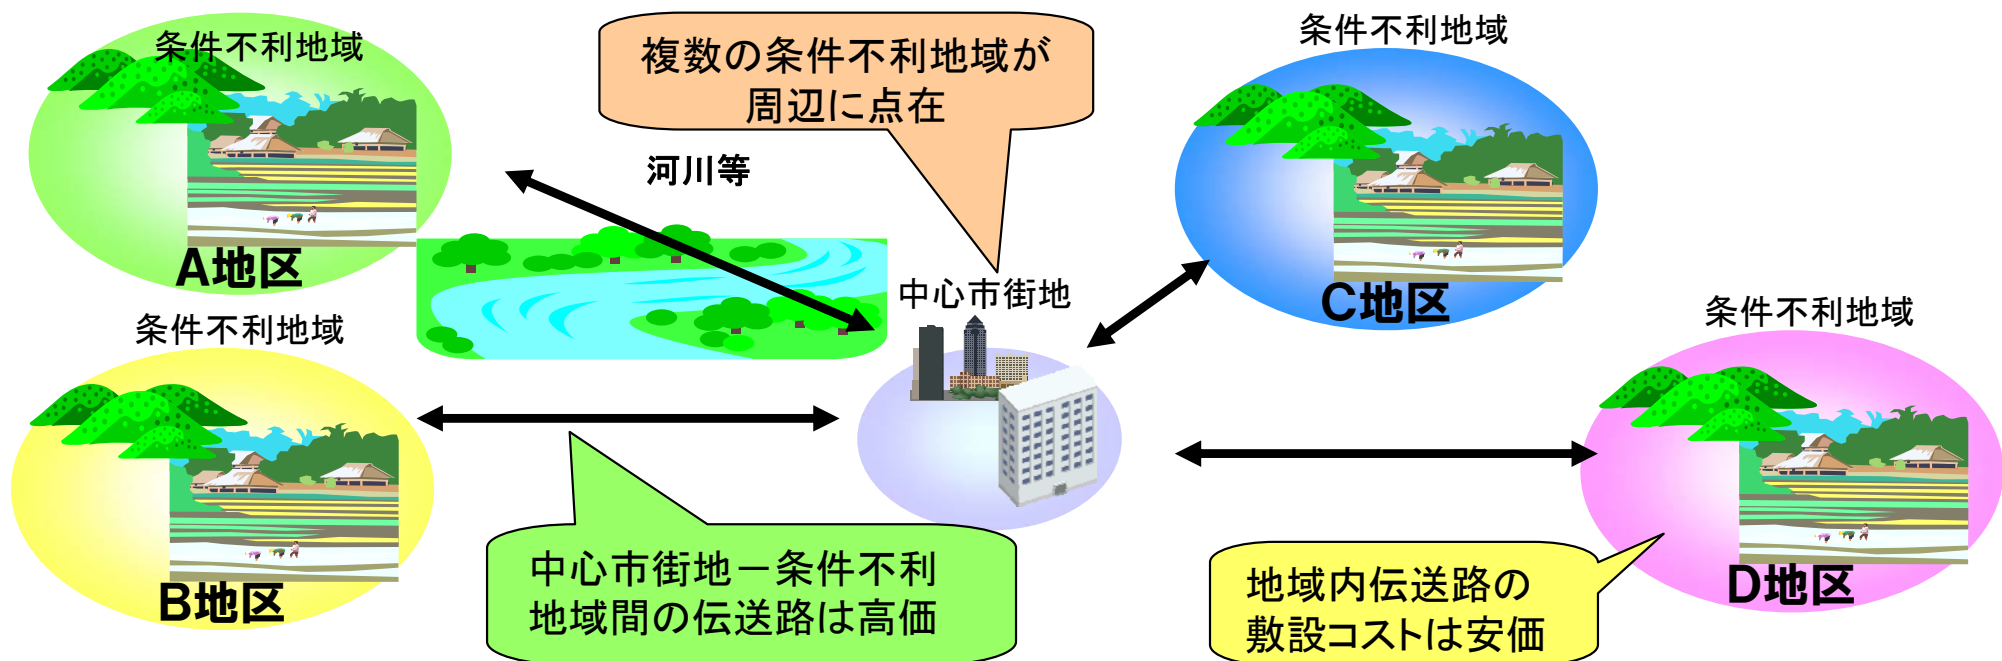 条件不利地域
A地区
複数の条件不利地域が
周辺に点在
河川等
条件不利地域
C地区
中心市街地
条件不利地域
B地区
条件不利地域
D地区
中心市街地－条件不利
地域間の伝送路は高価
地域内伝送路の
敷設コストは安価